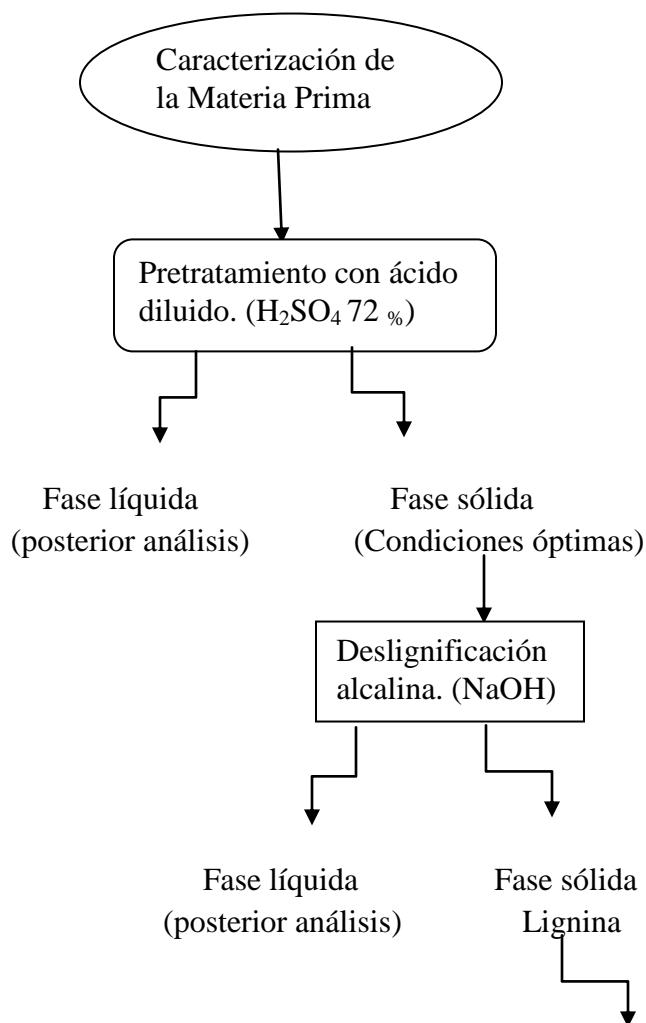 Caracterización de
la Materia Prima
Pretratamiento con ácido
diluido. (H₂SO₄ 72 %)
Fase líquida
(posterior análisis)
Fase sólida
(Condiciones óptimas)
Deslignificación
alcalina. (NaOH)
Fase líquida
(posterior análisis)
Fase sólida
Lignina